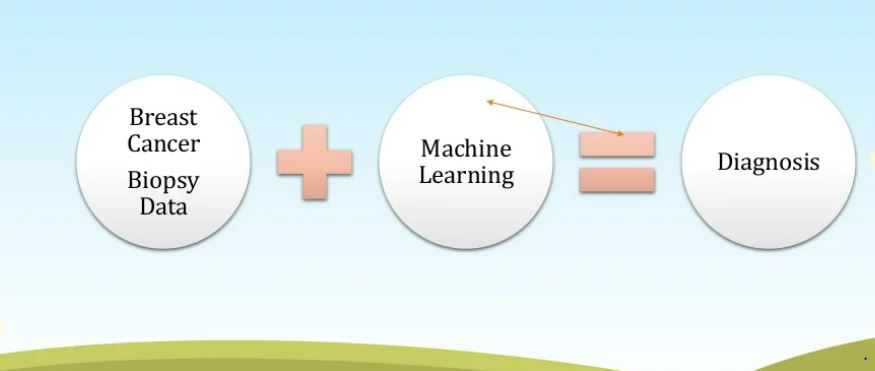 Breast
Cancer
Biopsy
Data
Machine
Learning
Diagnosis